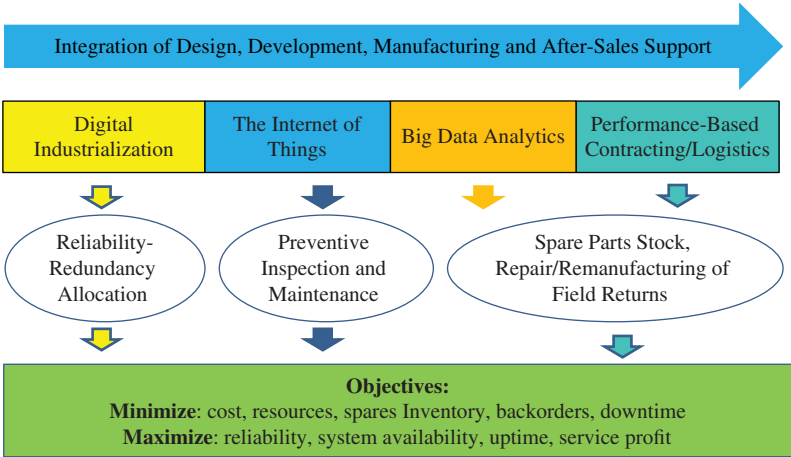 Integration of Design, Development, Manufacturing and After-Sales Support
Digital
Industrialization
The Internet of
Things
Big Data Analytics
Performance-Based
Contracting/Logistics
Reliability-
Redundancy
Allocation
Preventive
Inspection and
Maintenance
Spare Parts Stock,
Repair/Remanufacturing of
Field Returns
Objectives:
Minimize: cost, resources, spares Inventory, backorders, downtime
Maximize: reliability, system availability, uptime, service profit